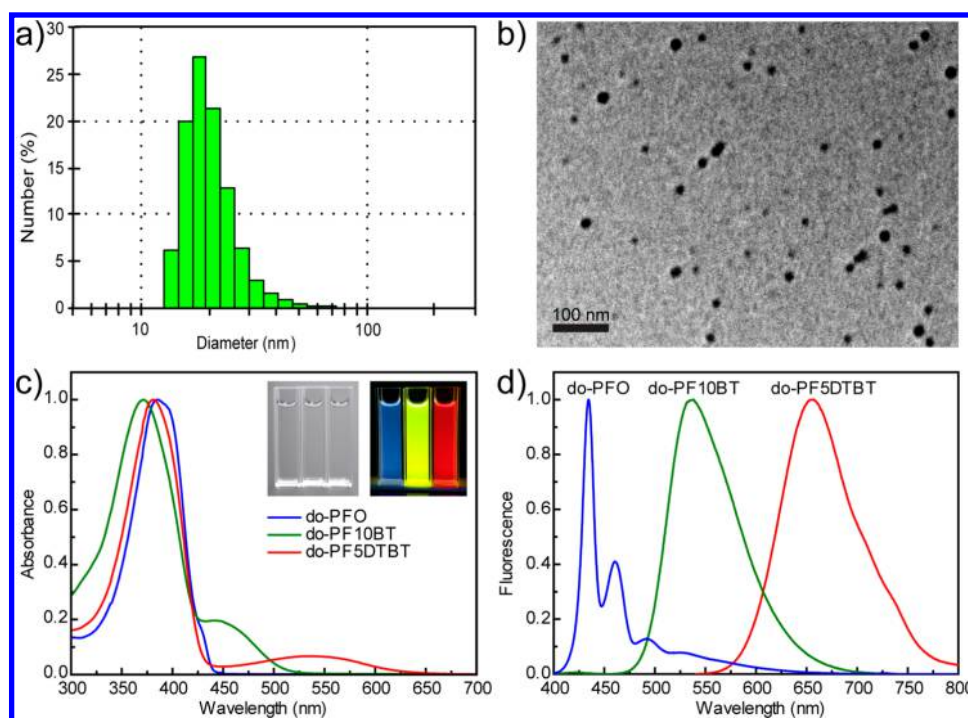 a)
Number (%)
30
25
20
15
10
5
0
10
100
Diameter (nm)
b)
100 nm
c)
Absorbance
1.0
0.8
0.6
0.4
0.2
0.0
do-PFO
do-PF10BT
do-PF5DTBT
300 350 400 450 500 550 600 650 700
Wavelength (nm)
d)
do-PFO do-PF10BT do-PF5DTBT
Fluorescence
1.0
0.8
0.6
0.4
0.2
0.0
400 450 500 550 600 650 700 750 800
Wavelength (nm)